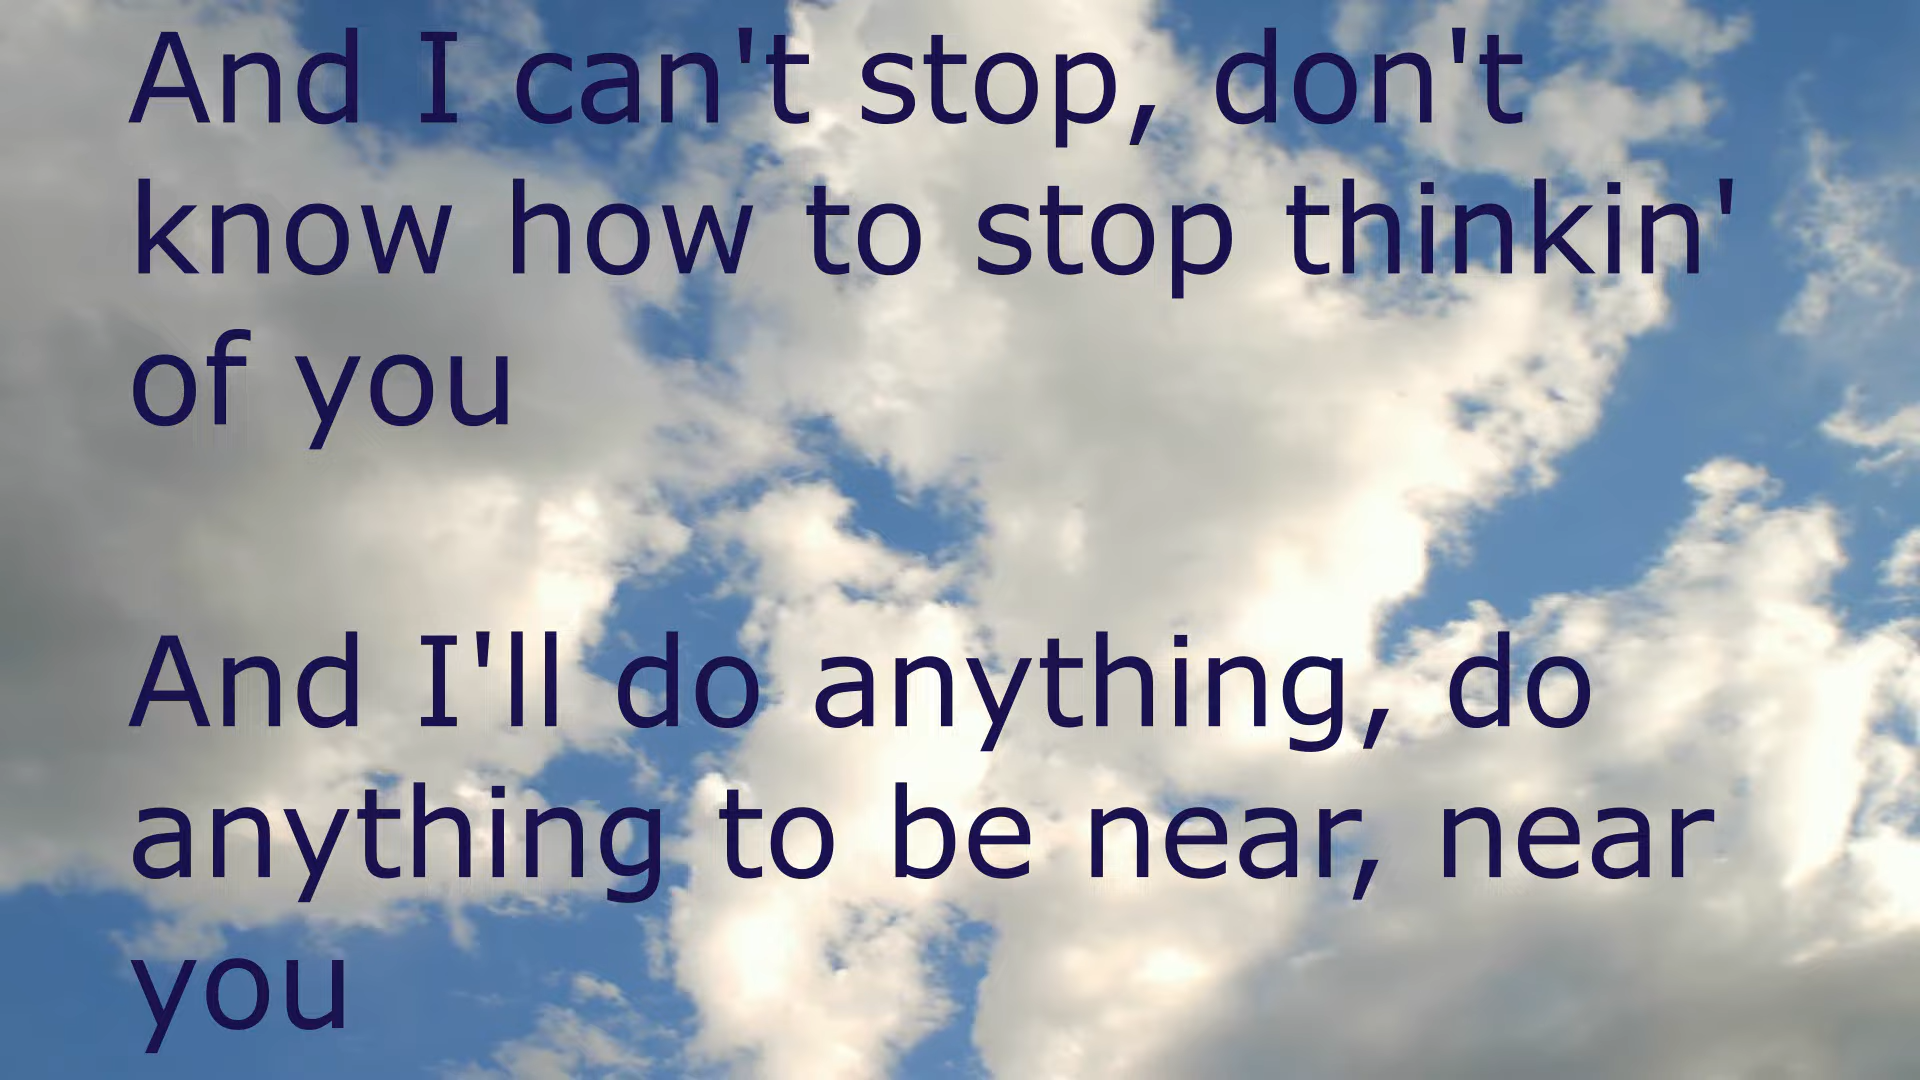 And I can't stop, don't
know how to stop thinkin'
of you
And I'll do anything, do
anything to be near, near
you